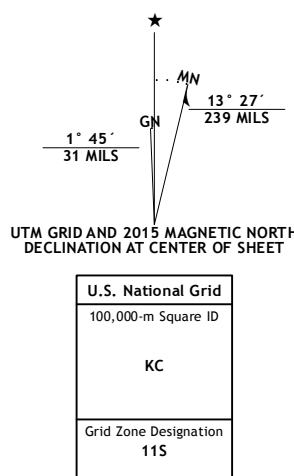 ★
MN
GN
13° 27´
239 MILS
1° 45´
31 MILS
UTM GRID AND 2015 MAGNETIC NORTH
DECLINATION AT CENTER OF SHEET
U.S. National Grid
100,000-m Square ID
KC
Grid Zone Designation
11S